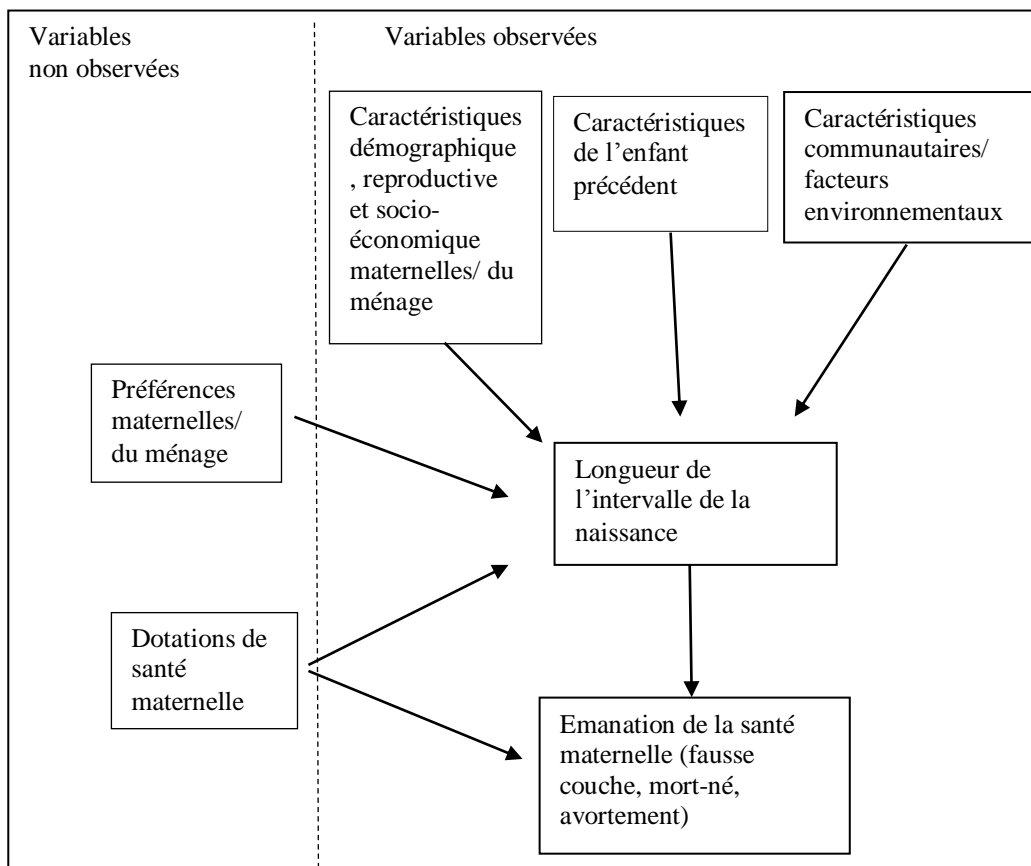 Variables
non observées
Variables observées
Caractéristiques
démographique
, reproductive
et socio-
économique
maternelles/ du
ménage
Caractéristiques
de l’enfant
précédent
Caractéristiques
communautaires/
facteurs
environnementaux
Préférences
maternelles/
du ménage
Longueur de
l’intervalle de la
naissance
Dotations de
santé
maternelle
Emanation de la santé
maternelle (fausse
couche, mort-né,
avortement)